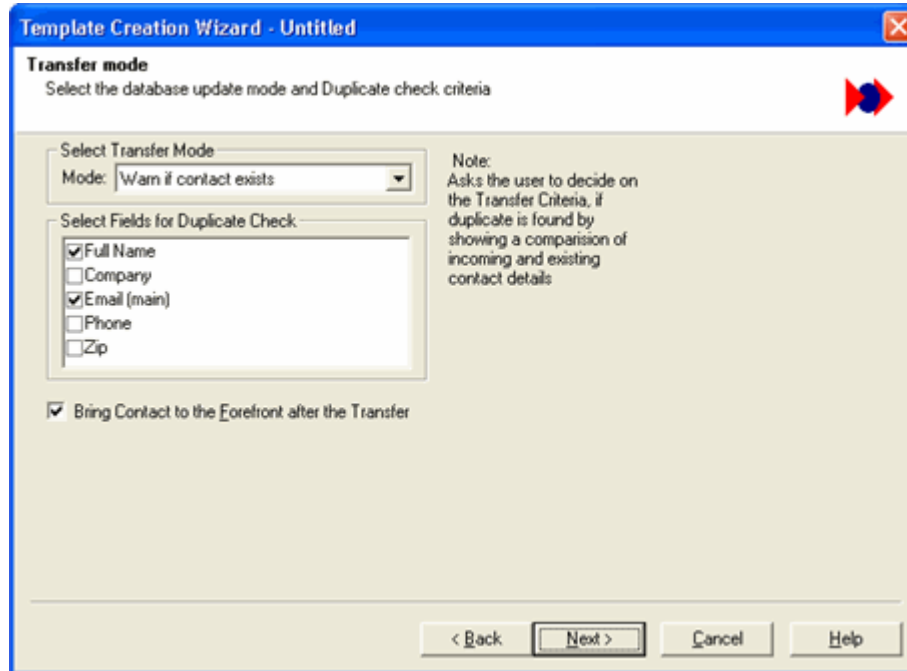 Template Creation Wizard - Untitled
Transfer mode
Select the database update mode and Duplicate check criteria
Select Transfer Mode
Mode: Warn if contact exists
Select Fields for Duplicate Check
Full Name
Company
Email (main)
Phone
Zip
Bring Contact to the Forefront after the Transfer
Note:
Asks the user to decide on
the Transfer Criteria, if
duplicate is found by
showing a comparision of
incoming and existing
contact details
< Back Next > Cancel Help